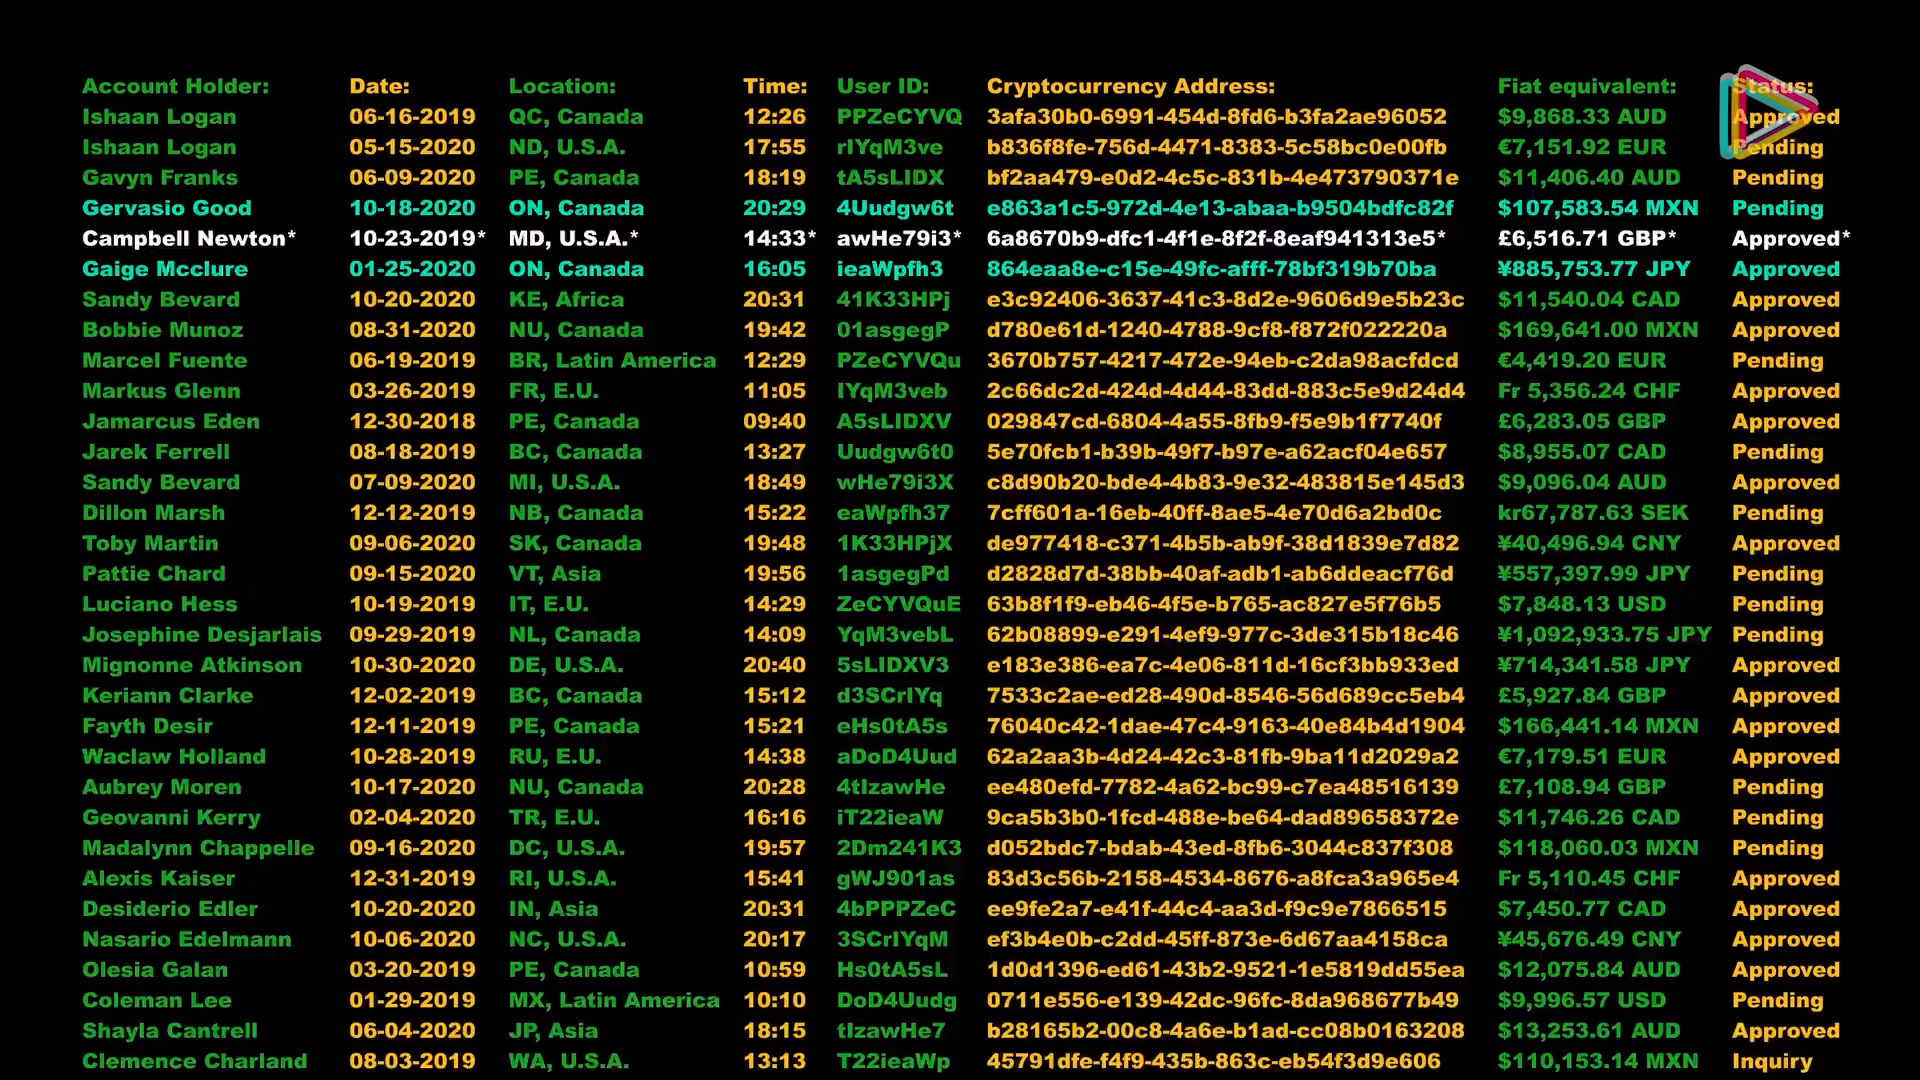 Account Holder: Date: Location: Time: User ID: Cryptocurrency Address: Fiat equivalent: Status:
Ishaan Logan 06-16-2019 QC, Canada 12:26 PPZeCYVQ 3afa30b0-6991-454d-8fd6-b3fa2ae96052 $9,868.33 AUD Approved
Ishaan Logan 05-15-2020 ND, U.S.A. 17:55 rIYqM3ve b836f8fe-756d-4471-8383-5c58bc0e00fb €7,151.92 EUR Pending
Gavyn Franks 06-09-2020 PE, Canada 18:19 tA5sLIDX bf2aa479-e0d2-4c5c-831b-4e473790371e $11,406.40 AUD Pending
Gervasio Good 10-18-2020 ON, Canada 20:29 4Uudgw6t e863a1c5-972d-4e13-abaa-b9504bdfc82f $107,583.54 MXN Pending
Campbell Newton* 10-23-2019* MD, U.S.A.* 14:33* awHe79i3* 6a8670b9-dfc1-4f1e-8f2f-8eaf941313e5* £6,516.71 GBP* Approved*
Gaige Mcclure 01-25-2020 ON, Canada 16:05 ieaWpfh3 864eaa8e-c15e-49fc-afff-78bf319b70ba ¥885,753.77 JPY Approved
Sandy Bevard 10-20-2020 KE, Africa 20:31 41K33HPj e3c92406-3637-41c3-8d2e-9606d9e5b23c $11,540.04 CAD Approved
Bobbie Munoz 08-31-2020 NU, Canada 19:42 01asgegP d780e61d-1240-4788-9cf8-f872f022220a $169,641.00 MXN Approved
Marcel Fuente 06-19-2019 BR, Latin America 12:29 PZeCYVQu 3670b757-4217-472e-94eb-c2da98acfdcd €4,419.20 EUR Pending
Markus Glenn 03-26-2019 FR, E.U. 11:05 IYqM3veb 2c66dc2d-424d-4d44-83dd-883c5e9d24d4 Fr 5,356.24 CHF Approved
Jamarcus Eden 12-30-2018 PE, Canada 09:40 A5sLIDXV 029847cd-6804-4a55-8fb9-f5e9b1f7740f £6,283.05 GBP Approved
Jarek Ferrell 08-18-2019 BC, Canada 13:27 Uudgw6t0 5e70fcb1-b39b-49f7-b97e-a62acf04e657 $8,955.07 CAD Pending
Sandy Bevard 07-09-2020 MI, U.S.A. 18:49 wHe79i3X c8d90b20-bde4-4b83-9e32-483815e145d3 $9,096.04 AUD Approved
Dillon Marsh 12-12-2019 NB, Canada 15:22 eaWpfh37 7cff601a-16eb-40ff-8ae5-4e70d6a2bd0c kr67,787.63 SEK Pending
Toby Martin 09-06-2020 SK, Canada 19:48 1K33HPjX de977418-c371-4b5b-ab9f-38d1839e7d82 ¥40,496.94 CNY Approved
Pattie Chard 09-15-2020 VT, Asia 19:56 1asgegPd d2828d7d-38bb-40af-adb1-ab6ddeacf76d ¥557,397.99 JPY Pending
Luciano Hess 10-19-2019 IT, E.U. 14:29 ZeCYVQuE 63b8f1f9-eb46-4f5e-b765-ac827e5f76b5 $7,848.13 USD Pending
Josephine Desjarlais 09-29-2019 NL, Canada 14:09 YqM3vebL 62b08899-e291-4ef9-977c-3de315b18c46 ¥1,092,933.75 JPY Pending
Mignonne Atkinson 10-30-2020 DE, U.S.A. 20:40 5sLIDXV3 e183e386-ea7c-4e06-811d-16cf3bb933ed ¥714,341.58 JPY Approved
Keriann Clarke 12-02-2019 BC, Canada 15:12 d3SCrIYq 7533c2ae-ed28-490d-8546-56d689cc5eb4 £5,927.84 GBP Approved
Fayth Desir 12-11-2019 PE, Canada 15:21 eHs0tA5s 76040c42-1dae-47c4-9163-40e84b4d1904 $166,441.14 MXN Approved
Waclaw Holland 10-28-2019 RU, E.U. 14:38 aDoD4Uud 62a2aa3b-4d24-42c3-81fb-9ba11d2029a2 €7,179.51 EUR Approved
Aubrey Moren 10-17-2020 NU, Canada 20:28 4tIzawHe ee480efd-7782-4a62-bc99-c7ea48516139 £7,108.94 GBP Pending
Geovanni Kerry 02-04-2020 TR, E.U. 16:16 iT22ieaW 9ca5b3b0-1fcd-488e-be64-dad89658372e $11,746.26 CAD Pending
Madalynn Chappelle 09-16-2020 DC, U.S.A. 19:57 2Dm241K3 d052bdc7-bdab-43ed-8fb6-3044c837f308 $118,060.03 MXN Pending
Alexis Kaiser 12-31-2019 RI, U.S.A. 15:41 gWJ901as 83d3c56b-2158-4534-8676-a8fca3a965e4 Fr 5,110.45 CHF Approved
Desiderio Edler 10-20-2020 IN, Asia 20:31 4bPPPZeC ee9fe2a7-e41f-44c4-aa3d-f9c9e7866515 $7,450.77 CAD Approved
Nasario Edelmann 10-06-2020 NC, U.S.A. 20:17 3SCrIYqM ef3b4e0b-c2dd-45ff-873e-6d67aa4158ca ¥45,676.49 CNY Approved
Olesia Galan 03-20-2019 PE, Canada 10:59 Hs0tA5sL 1d0d1396-ed61-43b2-9521-1e5819dd55ea $12,075.84 AUD Approved
Coleman Lee 01-29-2019 MX, Latin America 10:10 DoD4Uudg 0711e556-e139-42dc-96fc-8da968677b49 $9,996.57 USD Pending
Shayla Cantrell 06-04-2020 JP, Asia 18:15 tIzawHe7 b28165b2-00c8-4a6e-b1ad-cc08b0163208 $13,253.61 AUD Approved
Clemence Charland 08-03-2019 WA, U.S.A. 13:13 T22ieaWp 45791dfe-f4f9-435b-863c-eb54f3d9e606 $110,153.14 MXN Inquiry